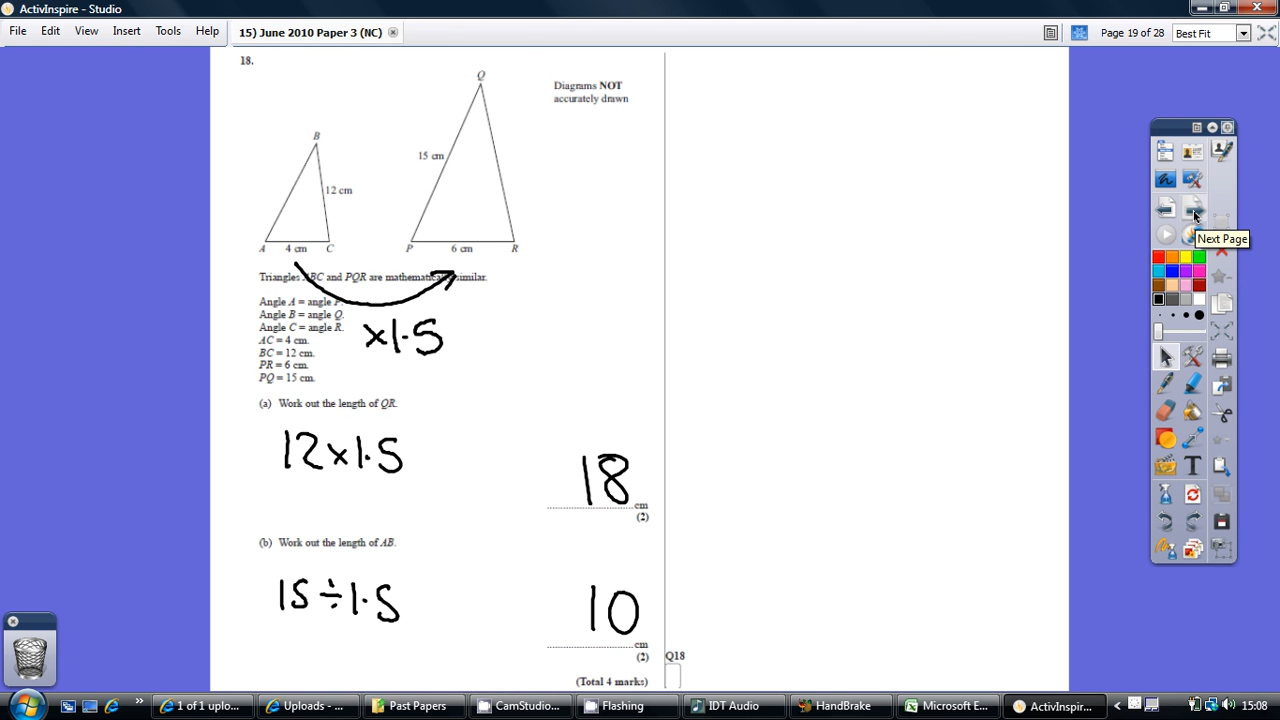 ActivInspire - Studio
File Edit View Insert Tools Help
15) June 2010 Paper 3 (NC)
Page 19 of 28
Best Fit
18.
Q
Diagrams NOT
accurately drawn
B
15 cm
12 cm
A 4 cm C
P 6 cm R
Triangles ABC and PQR are mathematically similar.
Angle A = angle P.
Angle B = angle Q.
Angle C = angle R.
AC = 4 cm.
BC = 12 cm.
PR = 6 cm.
PQ = 15 cm.
×1.5
(a) Work out the length of QR.
12×1.5
18
cm
(2)
(b) Work out the length of AB.
15÷1.5
10
cm
(2)
Q18
(Total 4 marks)
Next Page
T
1 of 1 uplo...
Uploads - ...
Past Papers
CamStudio...
Flashing
IDT Audio
HandBrake
Microsoft E...
ActivInspire...
15:08